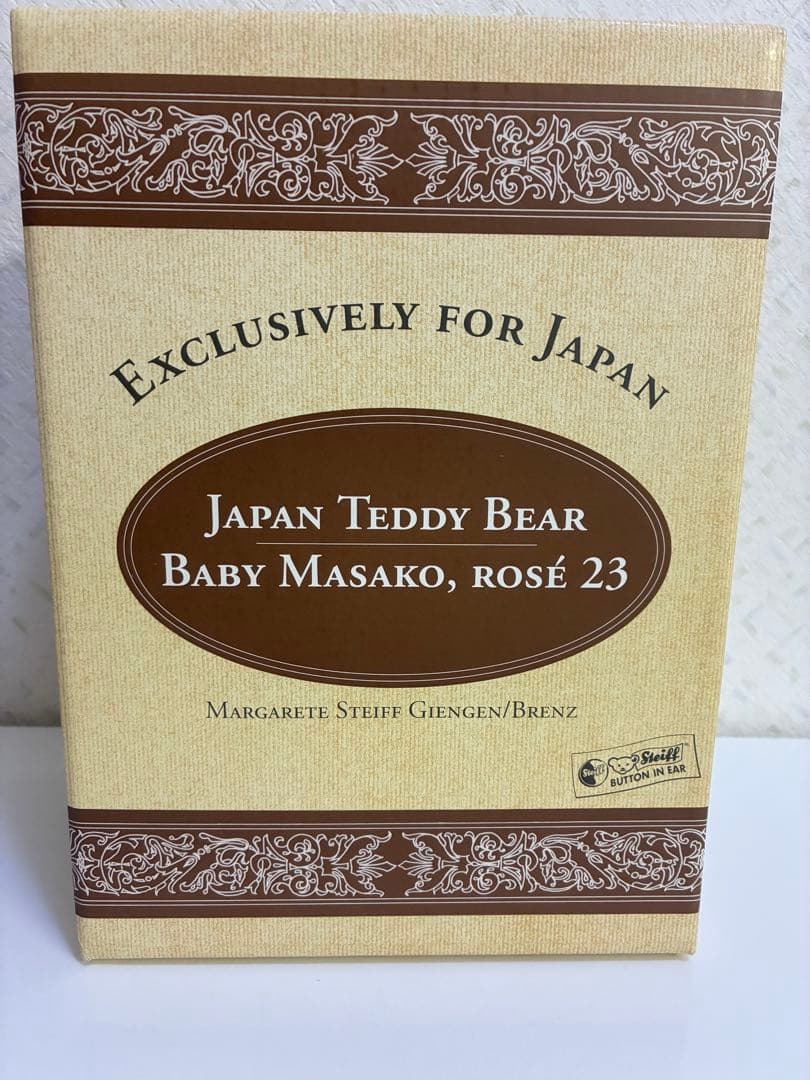 EXCLUSIVELY FOR JAPAN
JAPAN TEDDY BEAR
BABY MASAKO, ROSÉ 23
MARGARETE STEIFF GIENGEN/BRENZ
Steiff
Steiff
BUTTON IN EAR